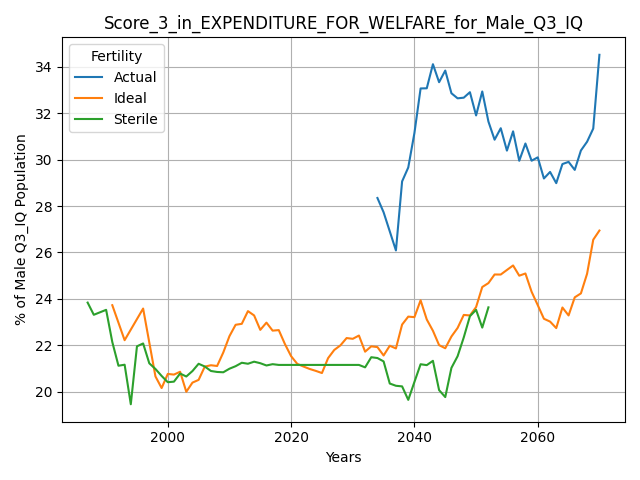 Score_3_in_EXPENDITURE_FOR_WELFARE_for_Male_Q3_IQ
Fertility
Actual
Ideal
Sterile
% of Male Q3_IQ Population
34
32
30
28
26
24
22
20
2000
2020
2040
2060
Years